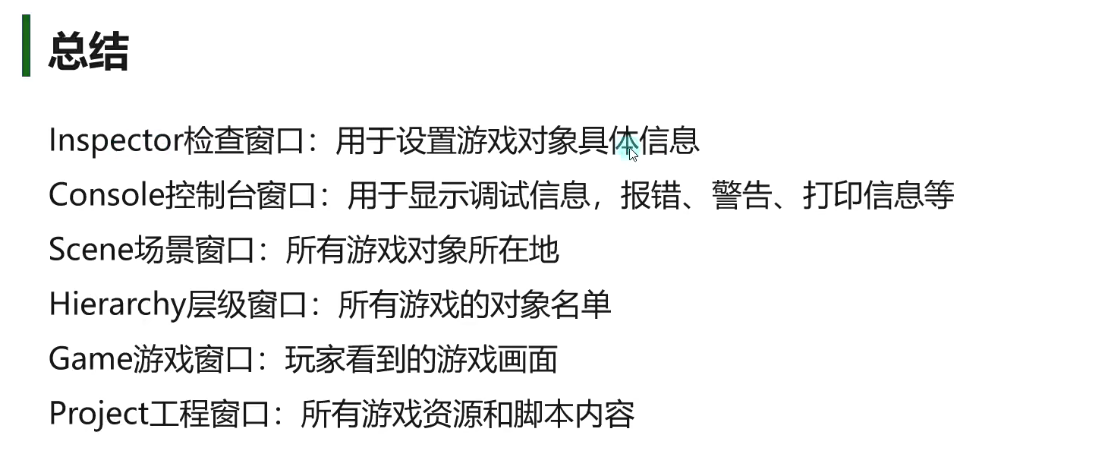 总结
Inspector检查窗口：用于设置游戏对象具体信息
Console控制台窗口：用于显示调试信息，报错、警告、打印信息等
Scene场景窗口：所有游戏对象所在地
Hierarchy层级窗口：所有游戏的对象名单
Game游戏窗口：玩家看到的游戏画面
Project工程窗口：所有游戏资源和脚本内容